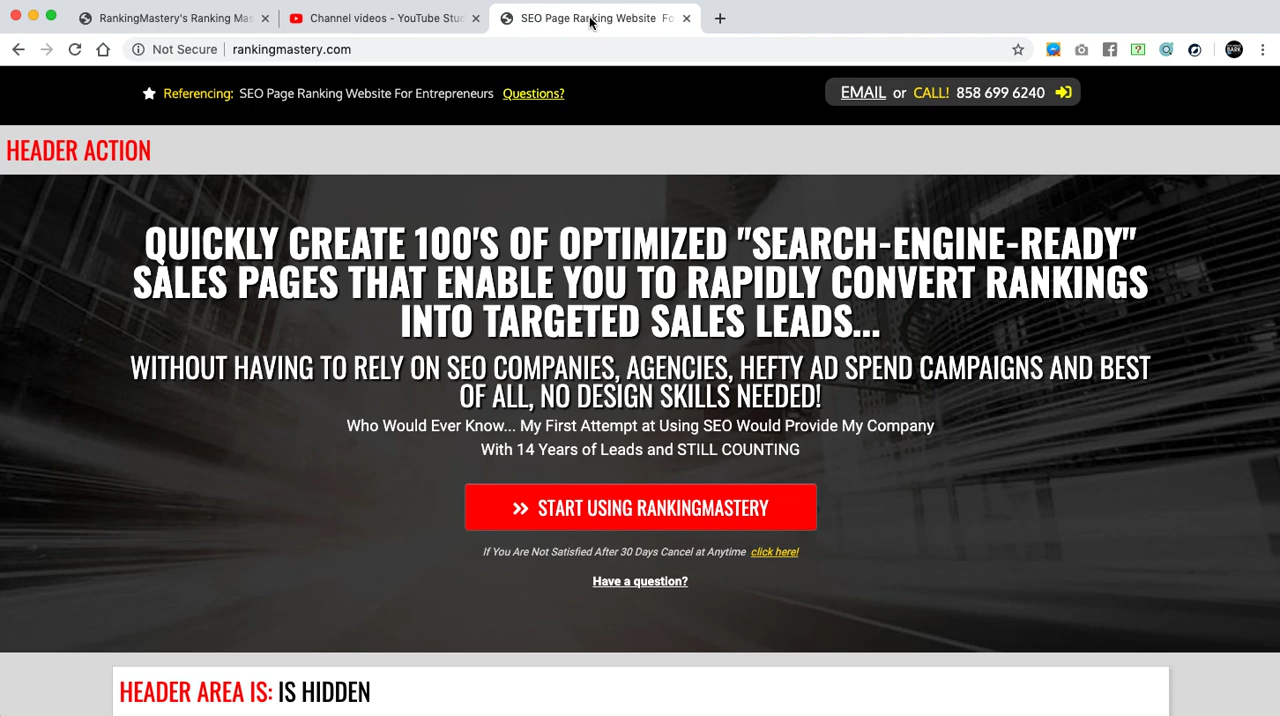 RankingMastery's Ranking Mas
Channel videos - YouTube Stud
SEO Page Ranking Website Fo
Not Secure
rankingmastery.com
Referencing: SEO Page Ranking Website For Entrepreneurs Questions?
EMAIL or CALL! 858 699 6240
HEADER ACTION
QUICKLY CREATE 100'S OF OPTIMIZED "SEARCH-ENGINE-READY"
SALES PAGES THAT ENABLE YOU TO RAPIDLY CONVERT RANKINGS
INTO TARGETED SALES LEADS...
WITHOUT HAVING TO RELY ON SEO COMPANIES, AGENCIES, HEFTY AD SPEND CAMPAIGNS AND BEST
OF ALL, NO DESIGN SKILLS NEEDED!
Who Would Ever Know... My First Attempt at Using SEO Would Provide My Company
With 14 Years of Leads and STILL COUNTING
START USING RANKINGMASTERY
If You Are Not Satisfied After 30 Days Cancel at Anytime click here!
Have a question?
HEADER AREA IS: IS HIDDEN